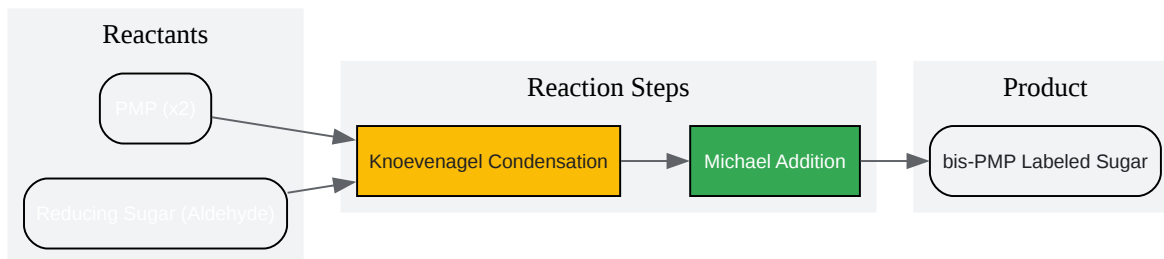 Reactants
PMP (x2)
Reducing Sugar (Aldehyde)
Reaction Steps
Knoevenagel Condensation
Michael Addition
Product
bis-PMP Labeled Sugar